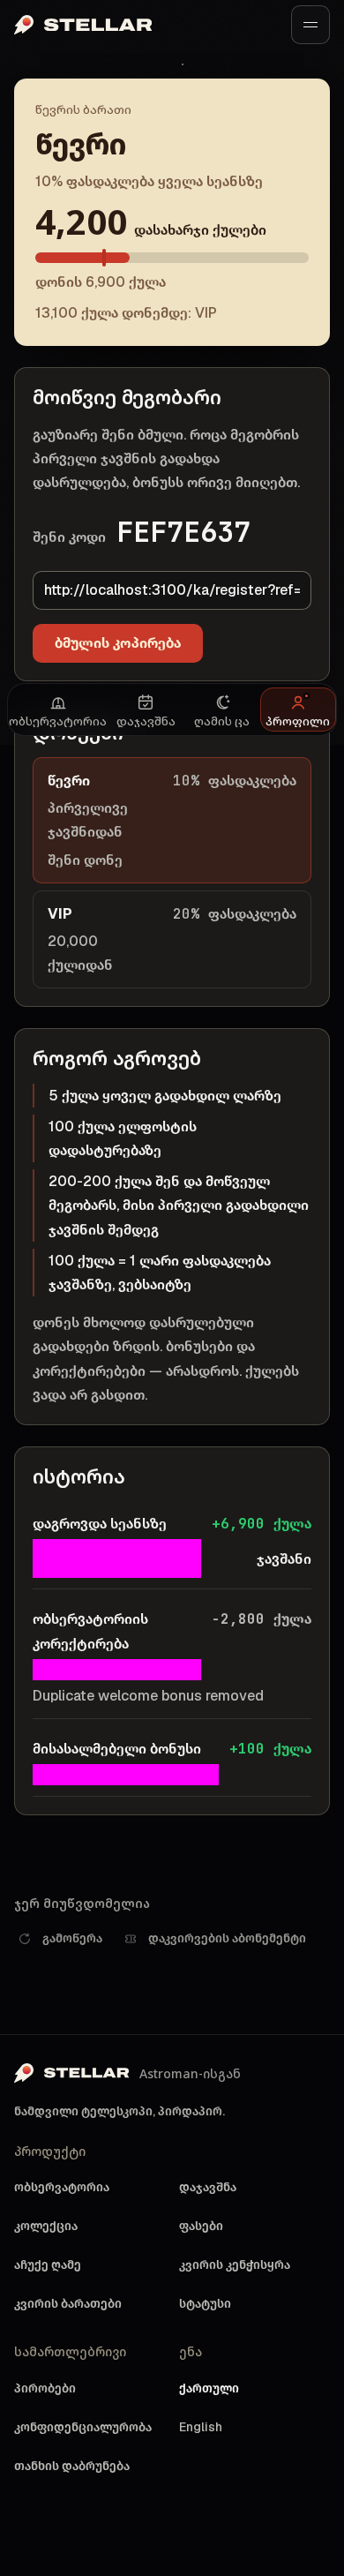 STELLAR
წევრის ბარათი
წევრი
10% ფასდაკლება ყველა სეანსზე
4,200 დასახარჯი ქულები
დონის 6,900 ქულა
13,100 ქულა დონემდე: VIP
მოიწვიე მეგობარი
გაუზიარე შენი ბმული. როცა მეგობრის
პირველი ჯავშნის გადახდა
დასრულდება, ბონუსს ორივე მიიღებთ.
შენი კოდი FEF7E637
http://localhost:3100/ka/register?ref=
ბმულის კოპირება
ობსერვატორია დაჯავშნა ღამის ცა პროფილი
წევრი 10% ფასდაკლება
პირველივე
ჯავშნიდან
შენი დონე
VIP 20% ფასდაკლება
20,000
ქულიდან
როგორ აგროვებ
5 ქულა ყოველ გადახდილ ლარზე
100 ქულა ელფოსტის
დადასტურებაზე
200-200 ქულა შენ და მოწვეულ
მეგობარს, მისი პირველი გადახდილი
ჯავშნის შემდეგ
100 ქულა = 1 ლარი ფასდაკლება
ჯავშანზე, ვებსაიტზე
დონეს მხოლოდ დასრულებული
გადახდები ზრდის. ბონუსები და
კორექტირებები — არასდროს. ქულებს
ვადა არ გასდით.
ისტორია
დაგროვდა სეანსზე +6,900 ქულა
ჯავშანი
ობსერვატორიის -2,800 ქულა
კორექტირება
Duplicate welcome bonus removed
მისასალმებელი ბონუსი +100 ქულა
ჯერ მიუწვდომელია
გამოწერა დაკვირვების აბონემენტი
STELLAR Astroman-ისგან
ნამდვილი ტელესკოპი, პირდაპირ.
პროდუქტი
ობსერვატორია დაჯავშნა
კოლექცია ფასები
აჩუქე ღამე კვირის კენჭისყრა
კვირის ბარათები სტატუსი
სამართლებრივი ენა
პირობები ქართული
კონფიდენციალურობა English
თანხის დაბრუნება